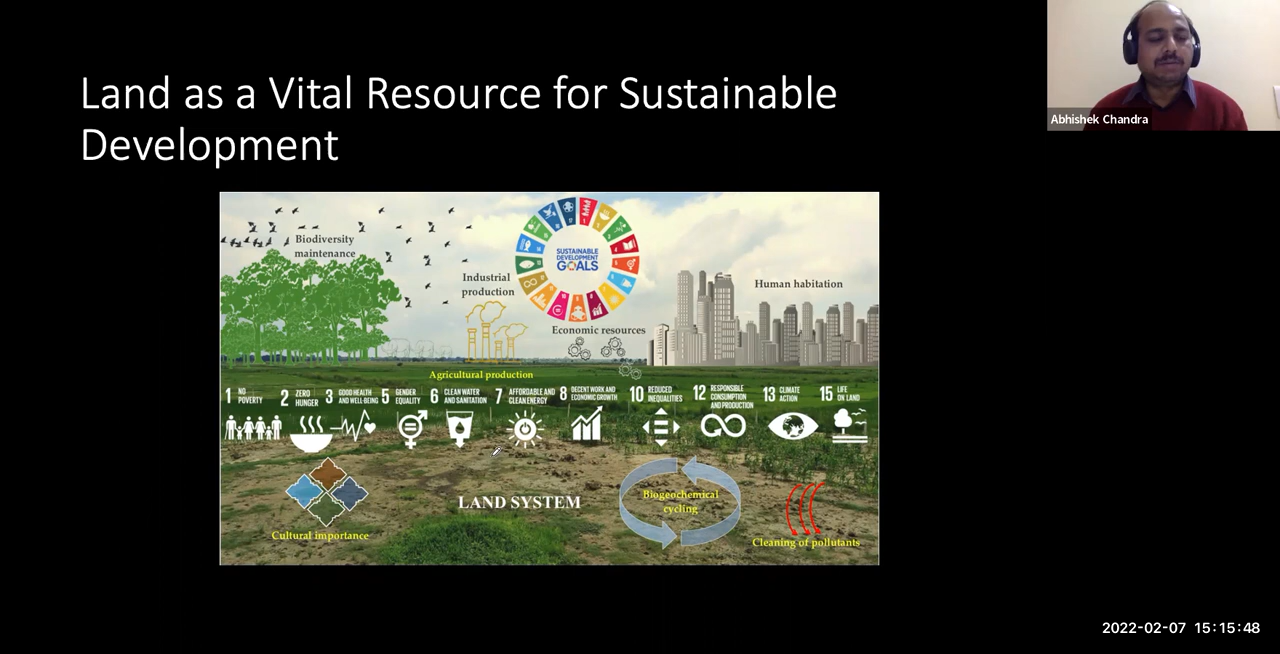 Land as a Vital Resource for Sustainable
Development
Abhishek Chandra
Biodiversity
maintenance
Industrial
production
SUSTAINABLE
DEVELOPMENT
GOALS
Human habitation
Economic resources
Agricultural production
1 NO
POVERTY
2 ZERO
HUNGER
3 GOOD HEALTH
AND WELL-BEING
5 GENDER
EQUALITY
6 CLEAN WATER
AND SANITATION
7 AFFORDABLE AND
CLEAN ENERGY
8 DECENT WORK AND
ECONOMIC GROWTH
10 REDUCED
INEQUALITIES
12 RESPONSIBLE
CONSUMPTION
AND PRODUCTION
13 CLIMATE
ACTION
15 LIFE
ON LAND
LAND SYSTEM
Biogeochemical
cycling
Cultural importance
Cleaning of pollutants
2022-02-07 15:15:48